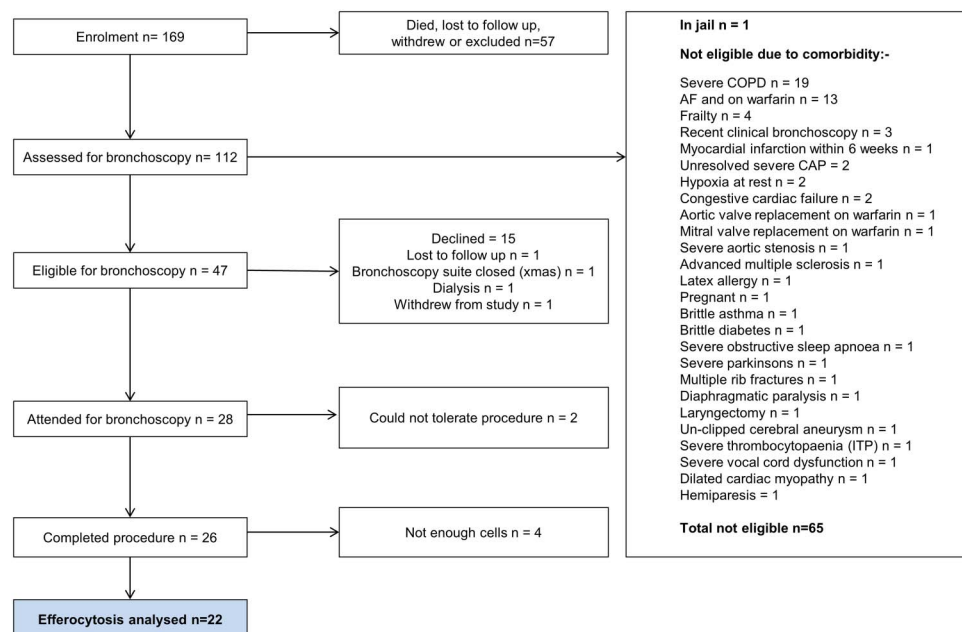 Enrolment n= 169
Died, lost to follow up,
withdrew or excluded n=57
Assessed for bronchoscopy n= 112
In jail n = 1
Not eligible due to comorbidity:-
Severe COPD n = 19
AF and on warfarin n = 13
Frailty n = 4
Recent clinical bronchoscopy n = 3
Myocardial infarction within 6 weeks n = 1
Unresolved severe CAP = 2
Hypoxia at rest n = 2
Congestive cardiac failure n = 2
Aortic valve replacement on warfarin n = 1
Mitral valve replacement on warfarin n = 1
Severe aortic stenosis n = 1
Advanced multiple sclerosis n = 1
Latex allergy n = 1
Pregnant n = 1
Brittle asthma n = 1
Brittle diabetes n = 1
Severe obstructive sleep apnoea n = 1
Severe parkinsons n = 1
Multiple rib fractures n = 1
Diaphragmatic paralysis n = 1
Laryngectomy n = 1
Un-clipped cerebral aneurysm n = 1
Severe thrombocytopaenia (ITP) n = 1
Severe vocal cord dysfunction n = 1
Dilated cardiac myopathy n = 1
Hemiparesis = 1
Total not eligible n=65
Eligible for bronchoscopy n = 47
Declined = 15
Lost to follow up n = 1
Bronchoscopy suite closed (xmas) n = 1
Dialysis n = 1
Withdrew from study n = 1
Attended for bronchoscopy n = 28
Could not tolerate procedure n = 2
Completed procedure n = 26
Not enough cells n = 4
Efferocytosis analysed n=22